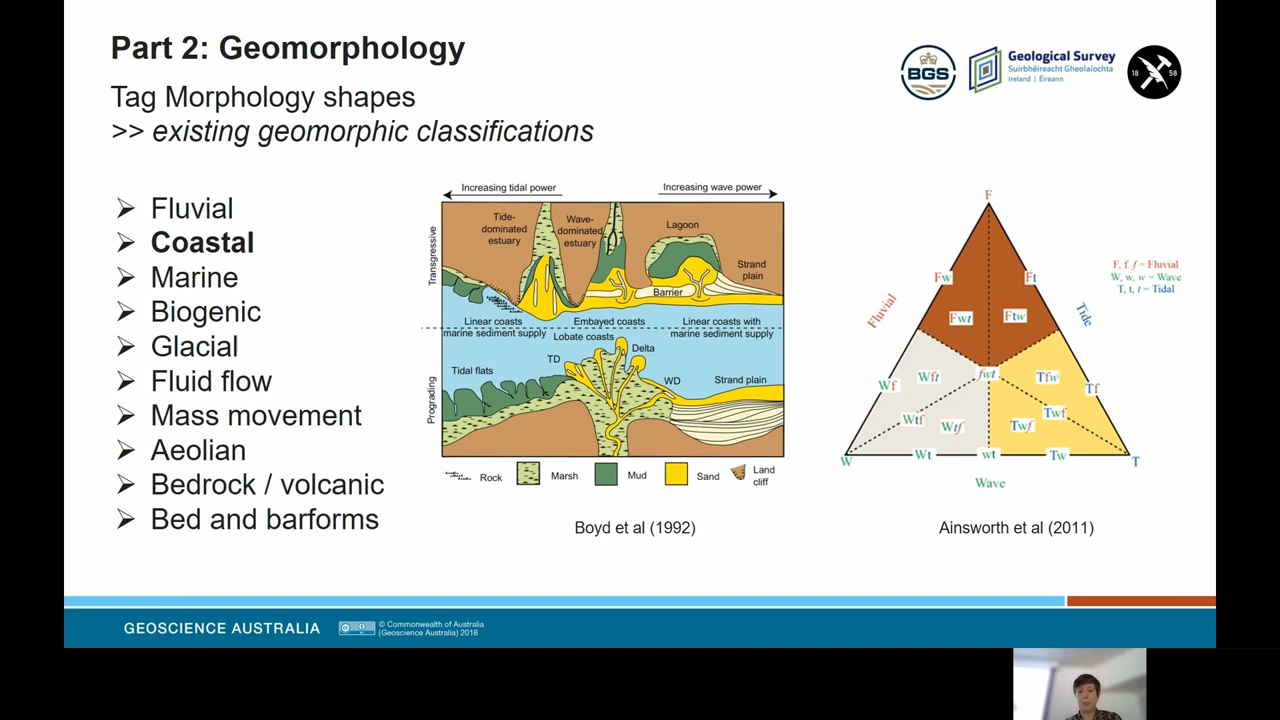 Part 2: Geomorphology
Tag Morphology shapes
>> existing geomorphic classifications
BGS
Geological Survey
Suirbhéireacht Gheolaíochta
Ireland | Éireann
18 58
Fluvial
Coastal
Marine
Biogenic
Glacial
Fluid flow
Mass movement
Aeolian
Bedrock / volcanic
Bed and barforms
Increasing tidal power
Increasing wave power
Transgressive
Prograding
Tide-
dominated
estuary
Wave-
dominated
estuary
Lagoon
Strand
plain
Barrier
Linear coasts
marine sediment supply
Embayed coasts
Linear coasts with
marine sediment supply
Lobate coasts
TD
Delta
Tidal flats
WD
Strand plain
Rock
Marsh
Mud
Sand
Land
cliff
Boyd et al (1992)
F
F, f, f = Fluvial
W, w, w = Wave
T, t, t = Tidal
Fw
Ft
Fluvial
Fwt
Ftw
Tide
fwt
Wf
Wft
Tfw
Tf
Wtf
Wtf
Twf
Twf
W
Wt
wt
Tw
T
Wave
Ainsworth et al (2011)
GEOSCIENCE AUSTRALIA
© Commonwealth of Australia
(Geoscience Australia) 2018